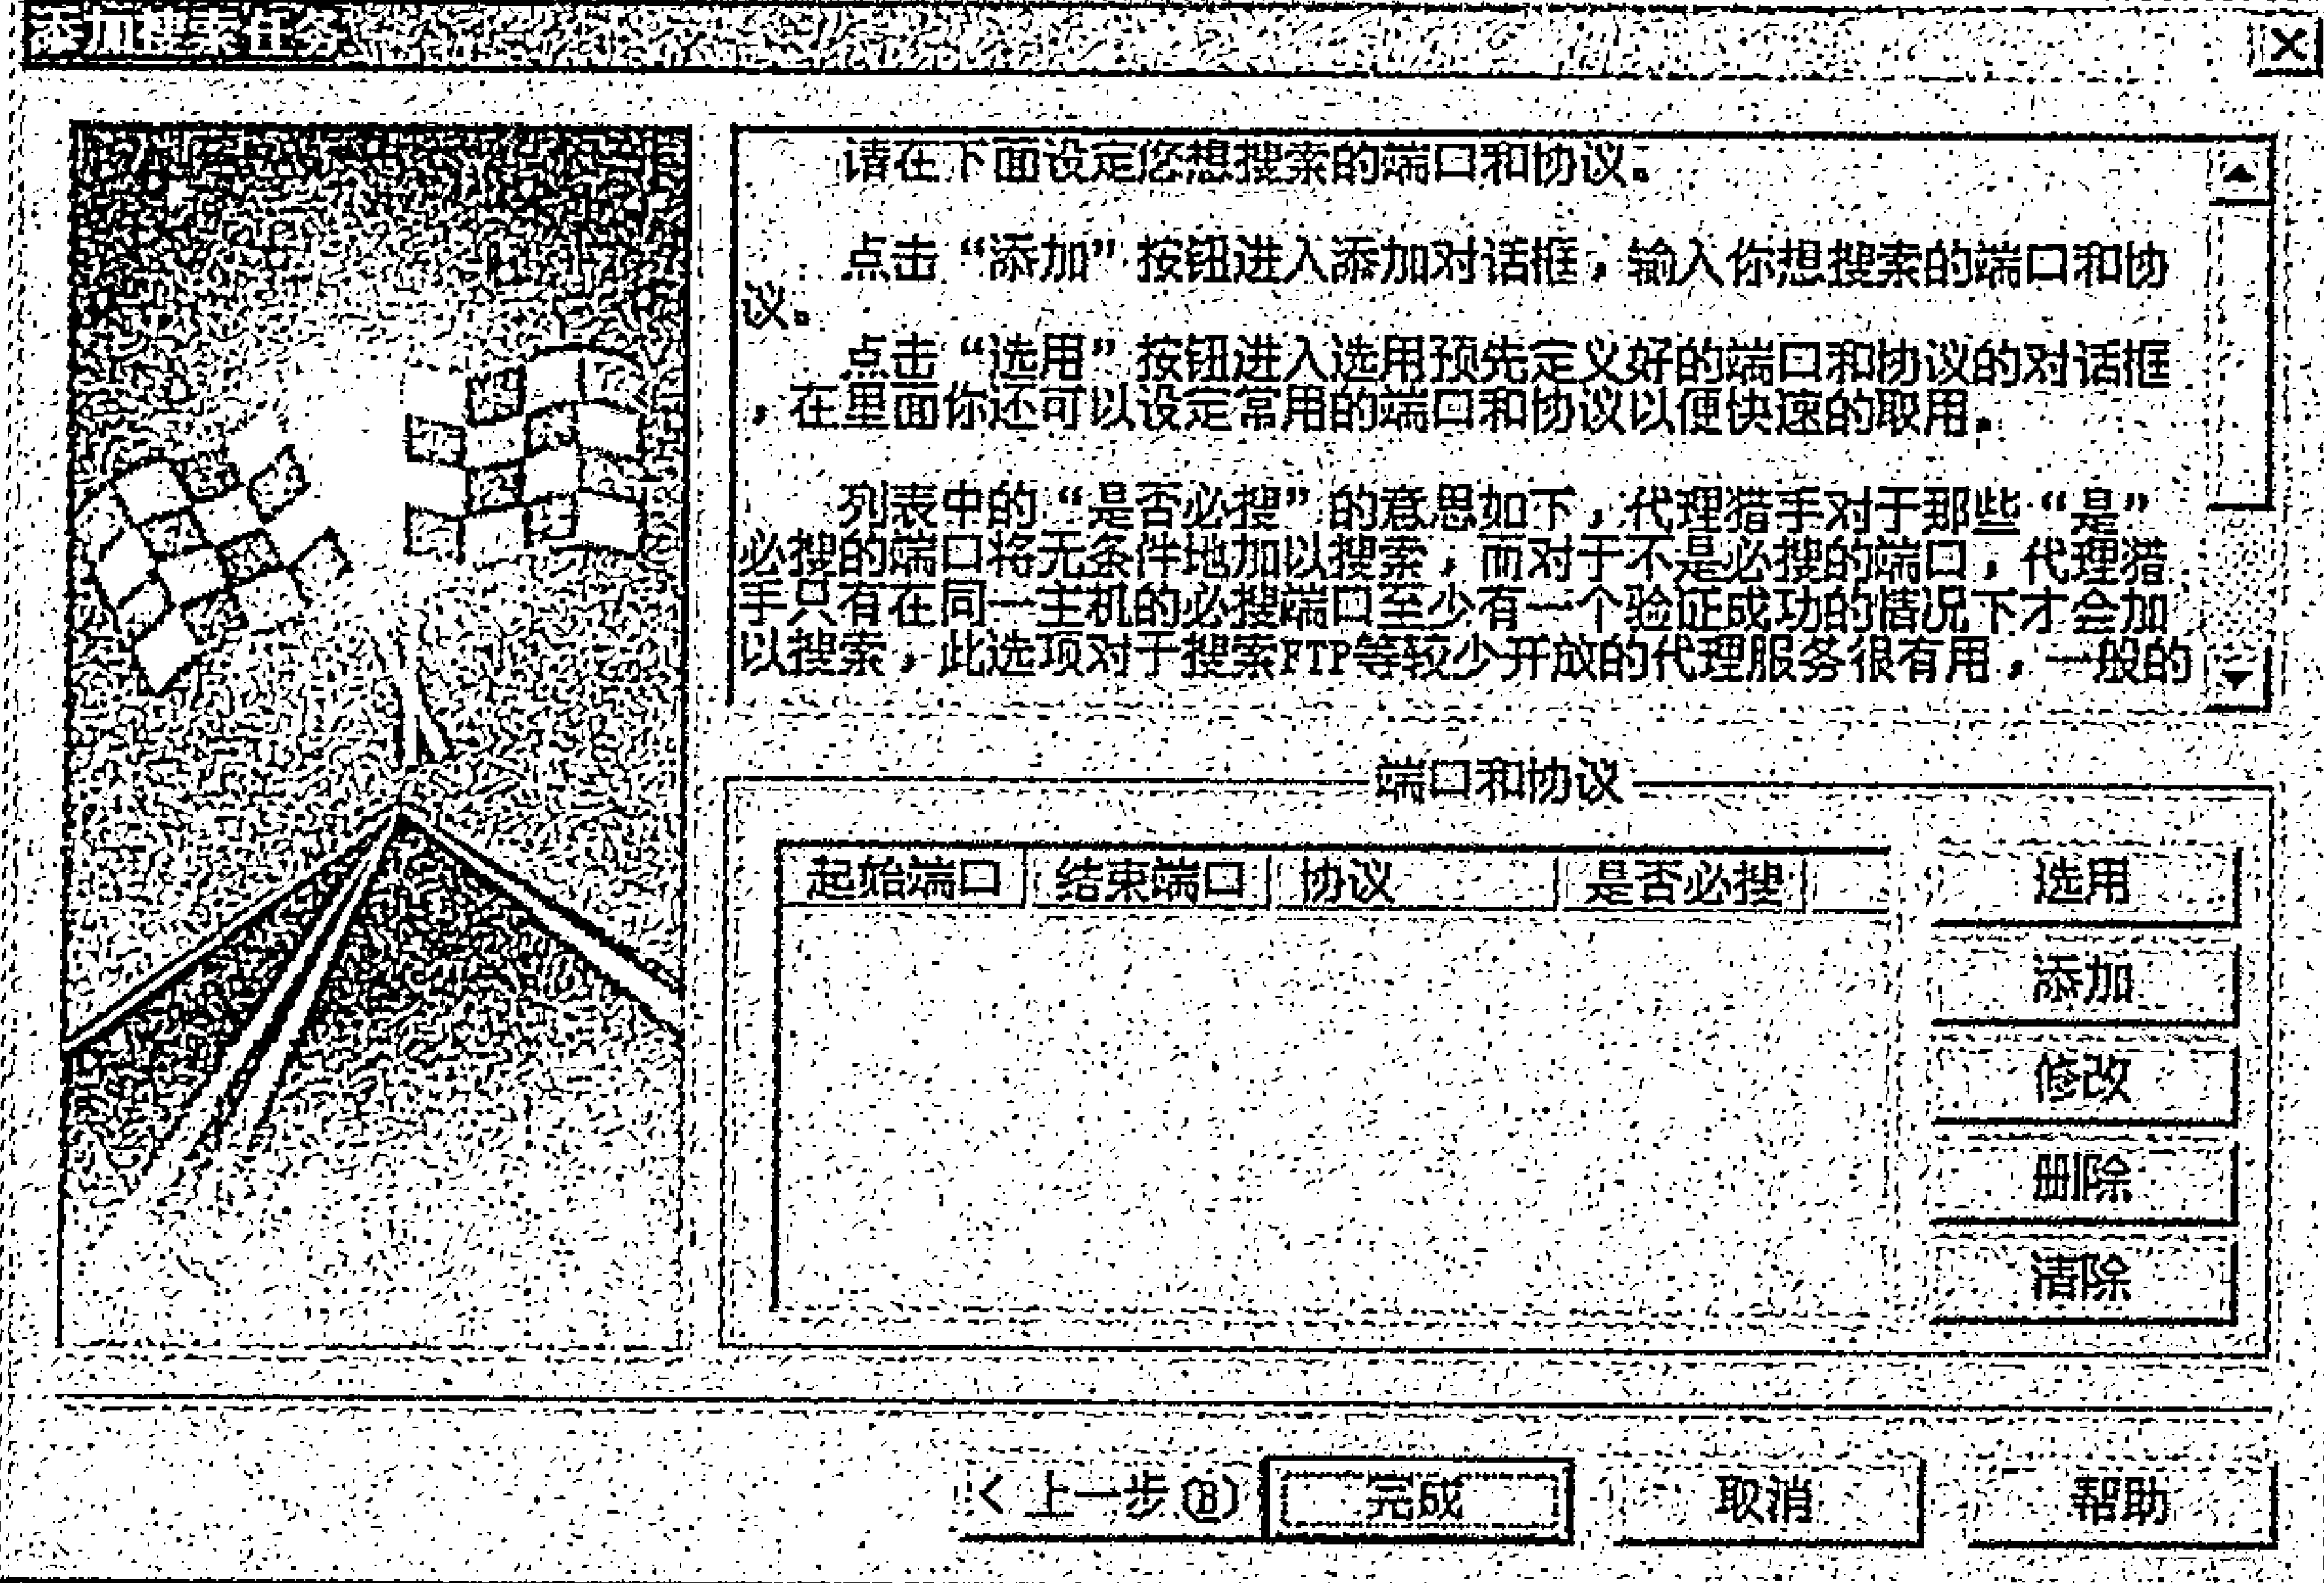 添加搜索任务
请在下面设定您想搜索的端口和协议。
点击“添加”按钮进入添加对话框，输入你想搜索的端口和协
议。
点击“选用”按钮进入选用预先定义好的端口和协议的对话框
，在里面你还可以设定常用的端口和协议以便快速的取用。
列表中的“是否必搜”的意思如下，代理猎手对于那些“是”
必搜的端口将无条件地加以搜索，而对于不是必搜的端口，代理猎
手只有在同一主机的必搜端口至少有一个验证成功的情况下才会加
以搜索，此选项对于搜索FTP等较少开放的代理服务很有用，一般的
端口和协议
起始端口 结束端口 协议 是否必搜
选用
添加
修改
删除
清除
< 上一步(B) 完成 取消 帮助